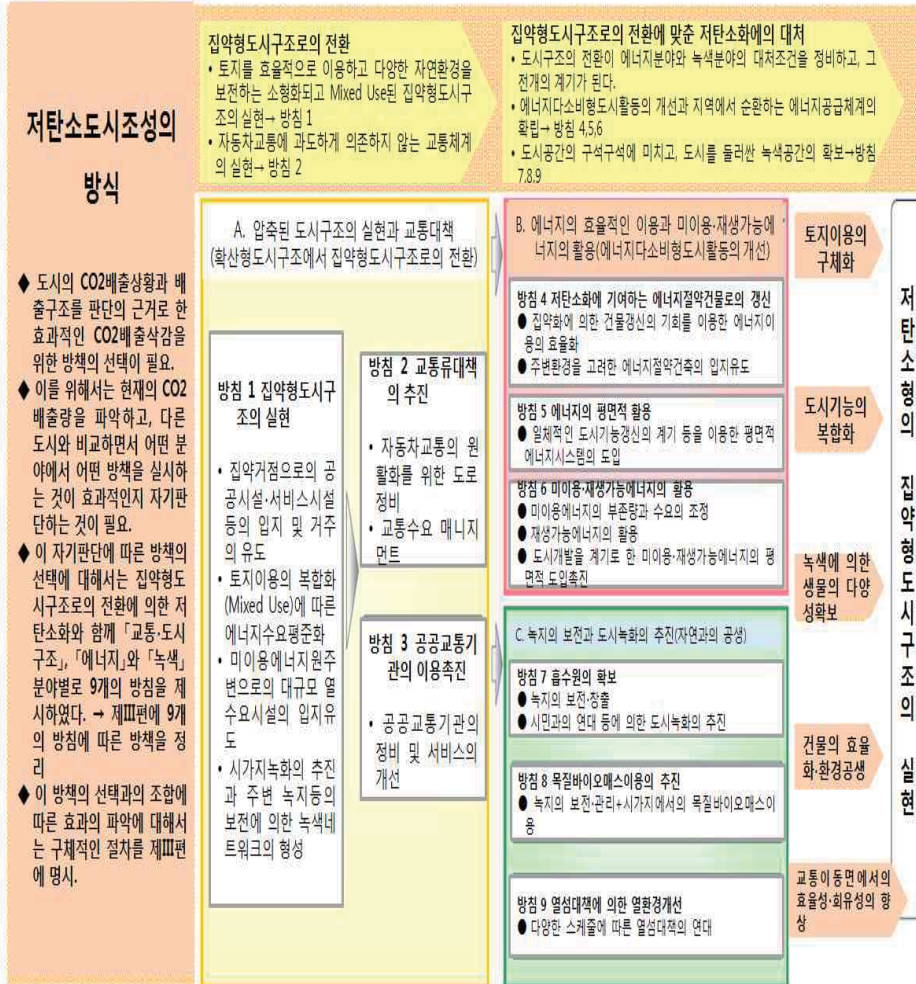 저탄소도시조성의
방식
◆ 도시의 CO2배출상황과 배
출구조를 판단의 근거로 한
효과적인 CO2배출삭감을
위한 방책의 선택이 필요.
◆ 이를 위해서는 현재의 CO2
배출량을 파악하고, 다른
도시와 비교하면서 어떤 분
야에서 어떤 방책을 실시하
는 것이 효과적인지 자기판
단하는 것이 필요.
◆ 이 자기판단에 따른 방책의
선택에 대해서는 집약형도
시구조로의 전환에 의한 저
탄소화와 함께 「교통·도시
구조」, 「에너지」와 「녹색」
분야별로 9개의 방침을 제
시하였다. → 제Ⅲ편에 9개
의 방침에 따른 방책을 정
리
◆ 이 방책의 선택과의 조합에
따른 효과의 파악에 대해서
는 구체적인 절차를 제Ⅲ편
에 명시.
집약형도시구조로의 전환
• 토지를 효율적으로 이용하고 다양한 자연환경을
보전하는 소형화되고 Mixed Use된 집약형도시구
조의 실현→ 방침 1
• 자동차교통에 과도하게 의존하지 않는 교통체계
의 실현→ 방침 2
집약형도시구조로의 전환에 맞춘 저탄소화에의 대처
• 도시구조의 전환이 에너지분야와 녹색분야의 대처조건을 정비하고, 그
전개의 계기가 된다.
•에너지다소비형도시활동의 개선과 지역에서 순환하는 에너지공급체계의
확립→ 방침 4,5,6
• 도시공간의 구석구석에 미치고, 도시를 둘러싼 녹색공간의 확보→방침
7.8.9
A. 압축된 도시구조의 실현과 교통대책
(확산형도시구조에서 집약형도시구조로의 전환)
방침 1 집약형도시구
조의 실현
• 집약거점으로의 공
공시설·서비스시설
등의 입지 및 거주
의 유도
• 토지이용의 복합화
(Mixed Use)에 따른
에너지수요평준화
• 미이용에너지원주
변으로의 대규모 열
수요시설의 입지유
도
• 시가지녹화의 추진
과 주변 녹지등의
보전에 의한 녹색네
트워크의 형성
방침 2 교통류대책
의 추진
• 자동차교통의 원
활화를 위한 도로
정비
• 교통수요 매니지
먼트
방침 3 공공교통기
관의 이용촉진
• 공공교통기관의
정비 및 서비스의
개선
B. 에너지의 효율적인 이용과 미이용·재생가능에
너지의 활용(에너지다소비형도시활동의 개선)
방침 4 저탄소화에 기여하는 에너지절약건물로의 갱신
● 집약화에 의한 건물갱신의 기회를 이용한 에너지이
용의 효율화
● 주변환경을 고려한 에너지절약건축의 입지유도
방침 5 에너지의 평면적 활용
● 일체적인 도시기능갱신의 계기 등을 이용한 평면적
에너지시스템의 도입
방침 6 미이용·재생가능에너지의 활용
● 미이용에너지의 부존량과 수요의 조정
● 재생가능에너지의 활용
● 도시개발을 계기로 한 미이용·재생가능에너지의 평
면적 도입촉진
C. 녹지의 보전과 도시녹화의 추진(자연과의 공생)
방침 7 흡수원의 확보
● 녹지의 보전·창출
● 시민과의 연대 등에 의한 도시녹화의 추진
방침 8 목질바이오매스이용의 추진
● 녹지의 보전·관리+시가지에서의 목질바이오매스이
용
방침 9 열섬대책에 의한 열환경개선
● 다양한 스케줄에 따른 열섬대책의 연대
토지이용의
구체화
도시기능의
복합화
녹색에 의한
생물의 다양
성확보
건물의 효율
화·환경공생
교통이동면에서의
효율성·회유성의 향
상
저탄소형의 집약형도시구조의 실현